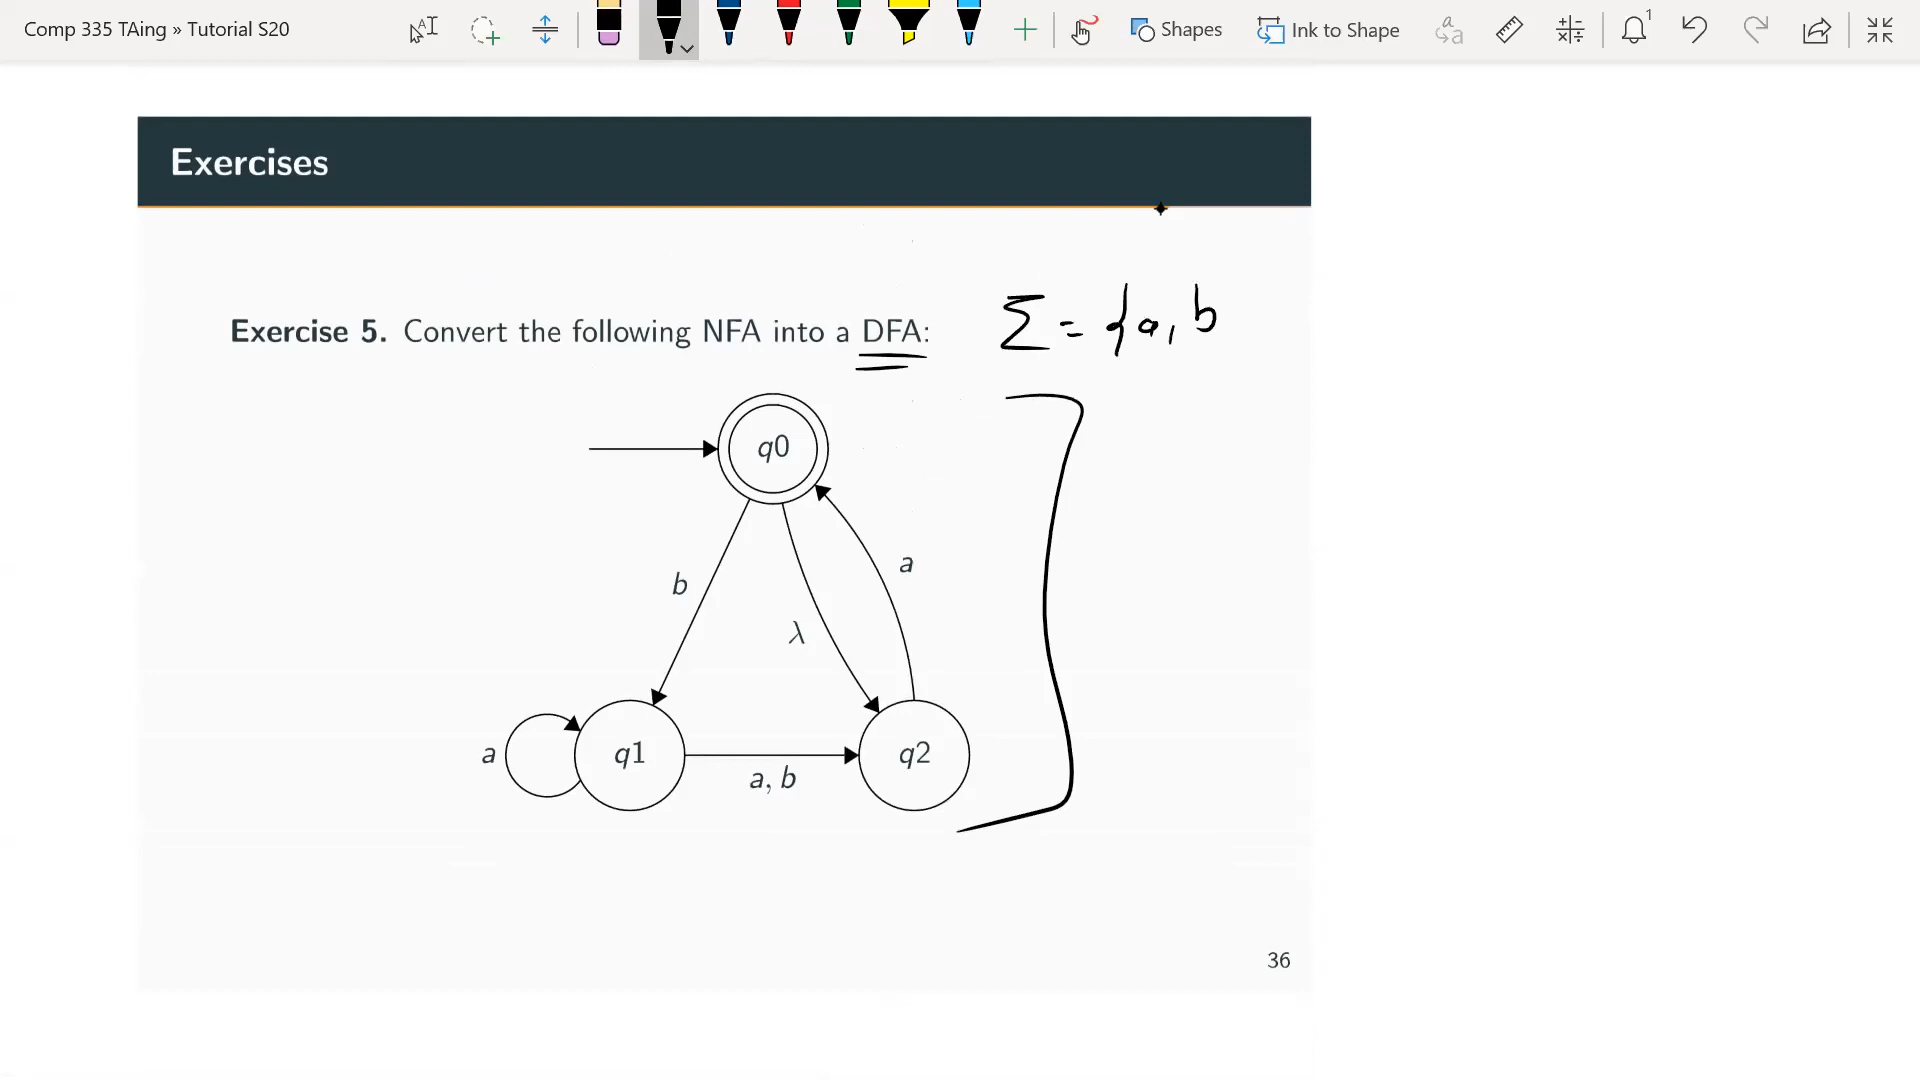 Comp 335 TAing » Tutorial S20
Shapes
Ink to Shape
1
Exercises
Exercise 5. Convert the following NFA into a DFA:
Σ = {a, b
q0
b
λ
a
a
q1
a, b
q2
36